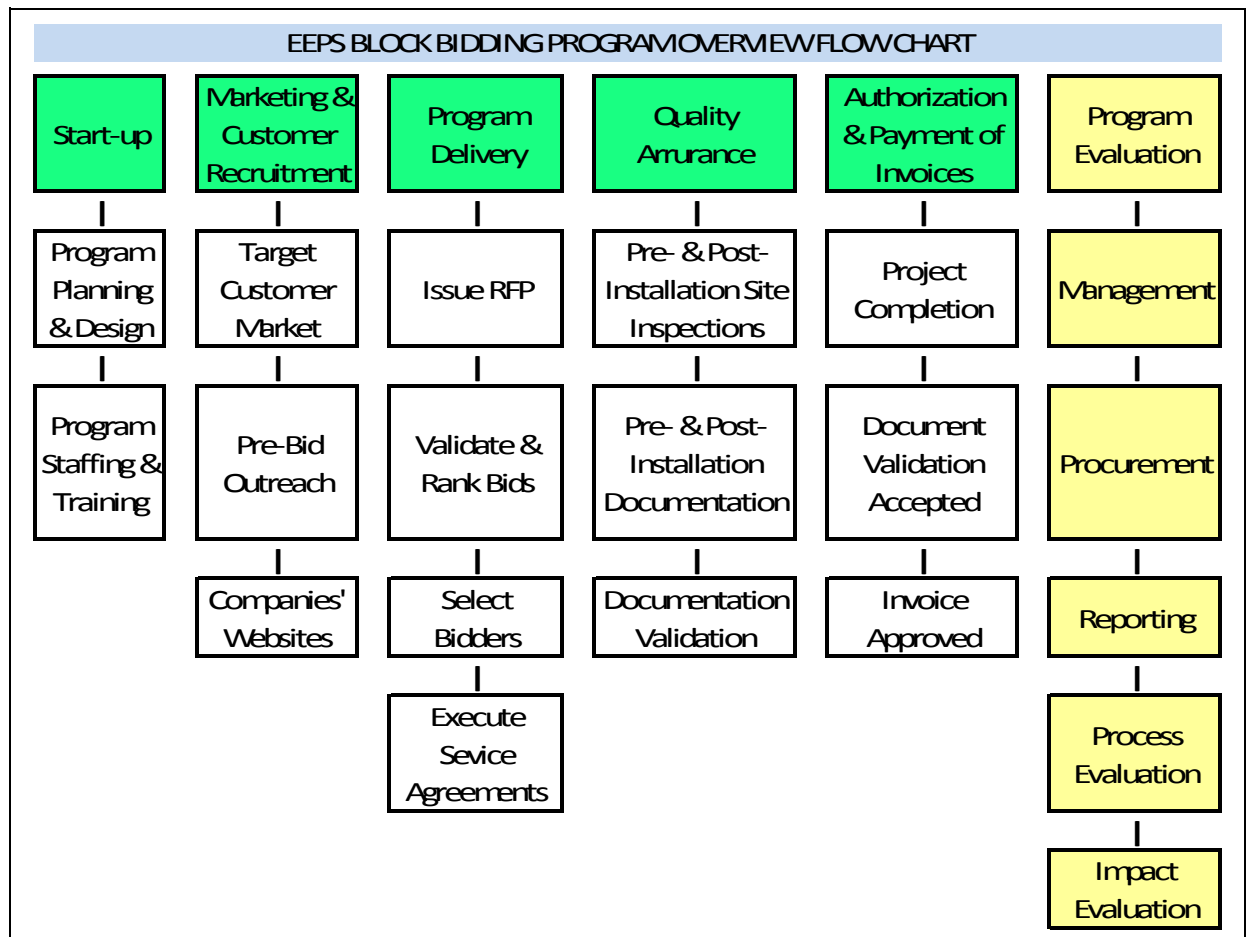 EEPS BLOCK BIDDING PROGRAM OVERVIEW FLOW CHART
Start-up
Program
Planning
& Design
Program
Staffing &
Training
Marketing &
Customer
Recruitment
Target
Customer
Market
Pre-Bid
Outreach
Companies'
Websites
Program
Delivery
Issue RFP
Validate &
Rank Bids
Select
Bidders
Execute
Sevice
Agreements
Quality
Arrurance
Pre- & Post-
Installation Site
Inspections
Pre- & Post-
Installation
Documentation
Documentation
Validation
Authorization
& Payment of
Invoices
Project
Completion
Document
Validation
Accepted
Invoice
Approved
Program
Evaluation
Management
Procurement
Reporting
Process
Evaluation
Impact
Evaluation